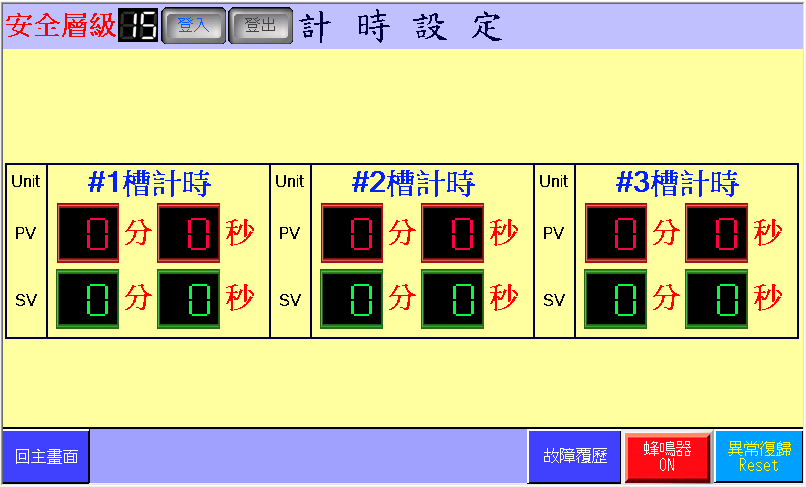 安全層級 15 登入 登出 計時設定
Unit #1槽計時 Unit #2槽計時 Unit #3槽計時
PV 0 分 0 秒 PV 0 分 0 秒 PV 0 分 0 秒
SV 0 分 0 秒 SV 0 分 0 秒 SV 0 分 0 秒
回主畫面 故障履歷
蜂鳴器
ON
異常復歸
Reset